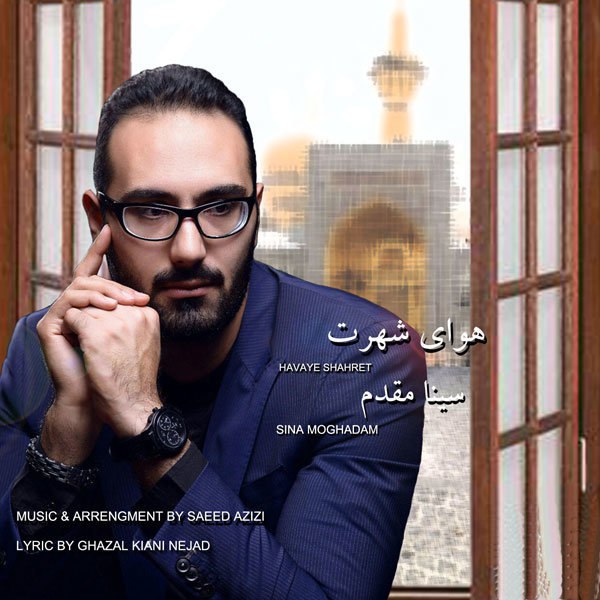 هوای شهرت
HAVAYE SHAHRET
سینا مقدم
SINA MOGHADAM
MUSIC & ARRENGMENT BY SAEED AZIZI
LYRIC BY GHAZAL KIANI NEJAD